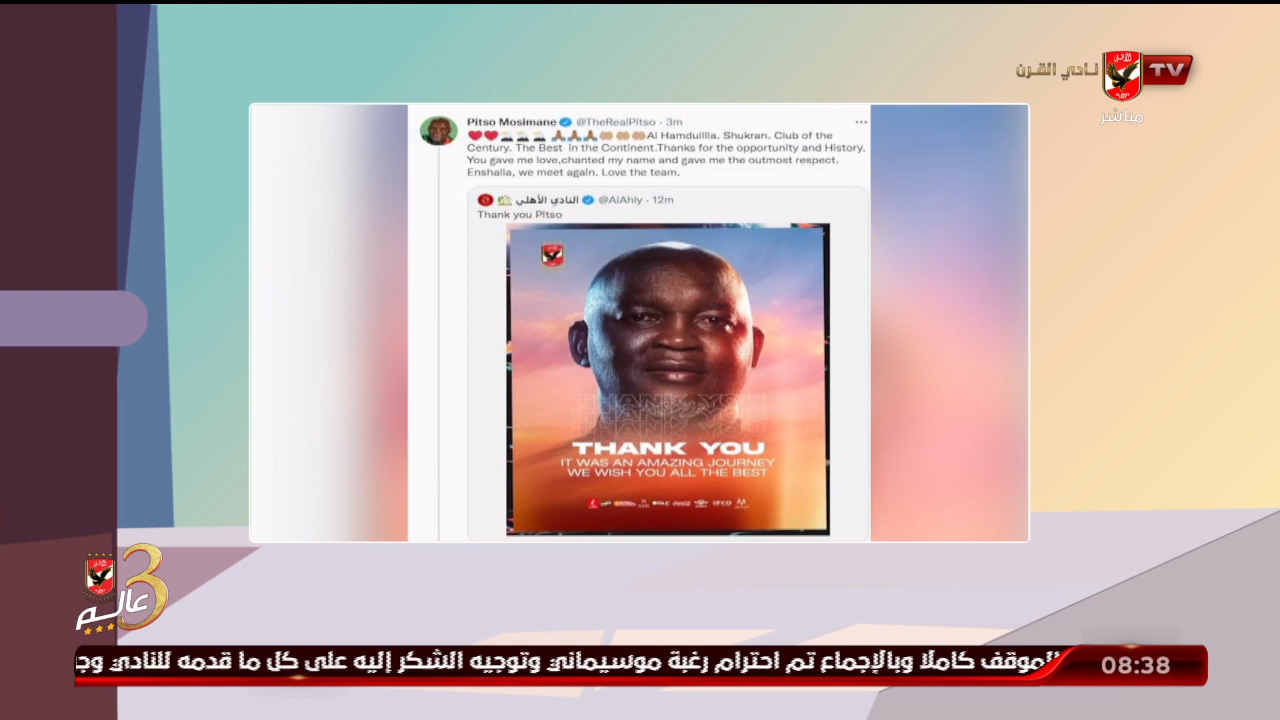 نادي القرن
TV
مباشر
Pitso Mosimane @TheRealPitso · 3m
Al Hamdulilla. Shukran. Club of the
Century. The Best in the Continent.Thanks for the opportunity and History.
You gave me love,chanted my name and gave me the outmost respect.
Enshalla, we meet again. Love the team.
النادي الأهلي @AlAhly · 12m
Thank you Pitso
THANK YOU
THANK YOU
IT WAS AN AMAZING JOURNEY
WE WISH YOU ALL THE BEST
3
عالم
الموقف كاملا وبالإجماع تم احترام رغبة موسيماني وتوجيه الشكر إليه على كل ما قدمه للنادي وج
08:38